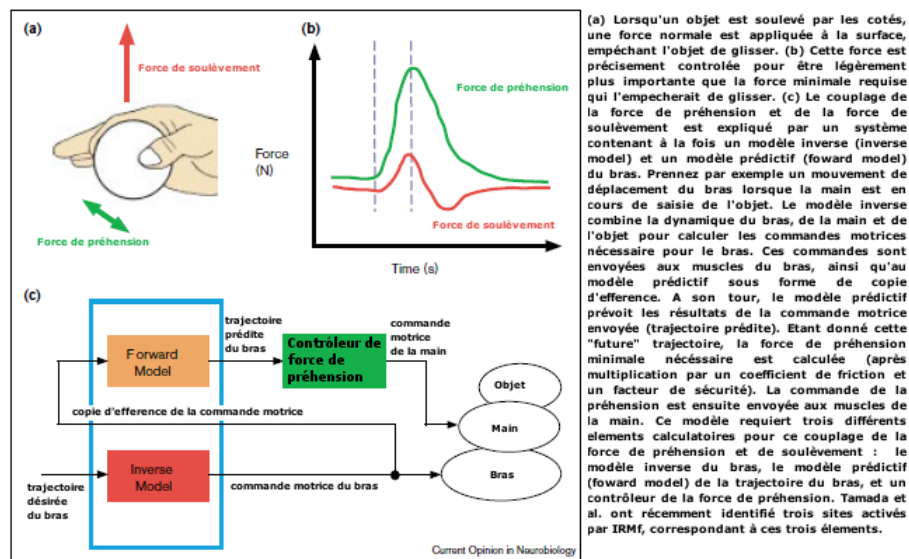 (a)
Force de soulèvement
Force de préhension
(b)
Force de préhension
Force
(N)
Force de soulèvement
Time (s)
(c)
trajectoire
prédite
du bras
commande
motrice
de la main
Forward
Model
Contrôleur de
force de
préhension
Objet
copie d'efference de la commande motrice
Main
Inverse
Model
Bras
trajectoire
désirée
du bras
commande motrice du bras
Current Opinion in Neurobiology
(a) Lorsqu'un objet est soulevé par les cotés,
une force normale est appliquée à la surface,
empéchant l'objet de glisser. (b) Cette force est
précisement controlée pour être légèrement
plus importante que la force minimale requise
qui l'empecherait de glisser. (c) Le couplage de
la force de préhension et de la force de
soulèvement est expliqué par un système
contenant à la fois un modèle inverse (inverse
model) et un modèle prédictif (foward model)
du bras. Prennez par exemple un mouvement de
déplacement du bras lorsque la main est en
cours de saisie de l'objet. Le modèle inverse
combine la dynamique du bras, de la main et de
l'objet pour calculer les commandes motrices
nécessaire pour le bras. Ces commandes sont
envoyées aux muscles du bras, ainsi qu'au
modèle prédictif sous forme de copie
d'efference. A son tour, le modèle prédictif
prévoit les résultats de la commande motrice
envoyée (trajectoire prédite). Etant donné cette
"future" trajectoire, la force de préhension
minimale nécéssaire est calculée (après
multiplication par un coefficient de friction et
un facteur de sécurité). La commande de la
préhension est ensuite envoyée aux muscles de
la main. Ce modèle requiert trois différents
elements calculatoires pour ce couplage de la
force de préhension et de soulèvement : le
modèle inverse du bras, le modèle prédictif
(foward model) de la trajectoire du bras, et un
contrôleur de la force de préhension. Tamada et
al. ont récemment identifié trois sites activés
par IRMf, correspondant à ces trois élements.